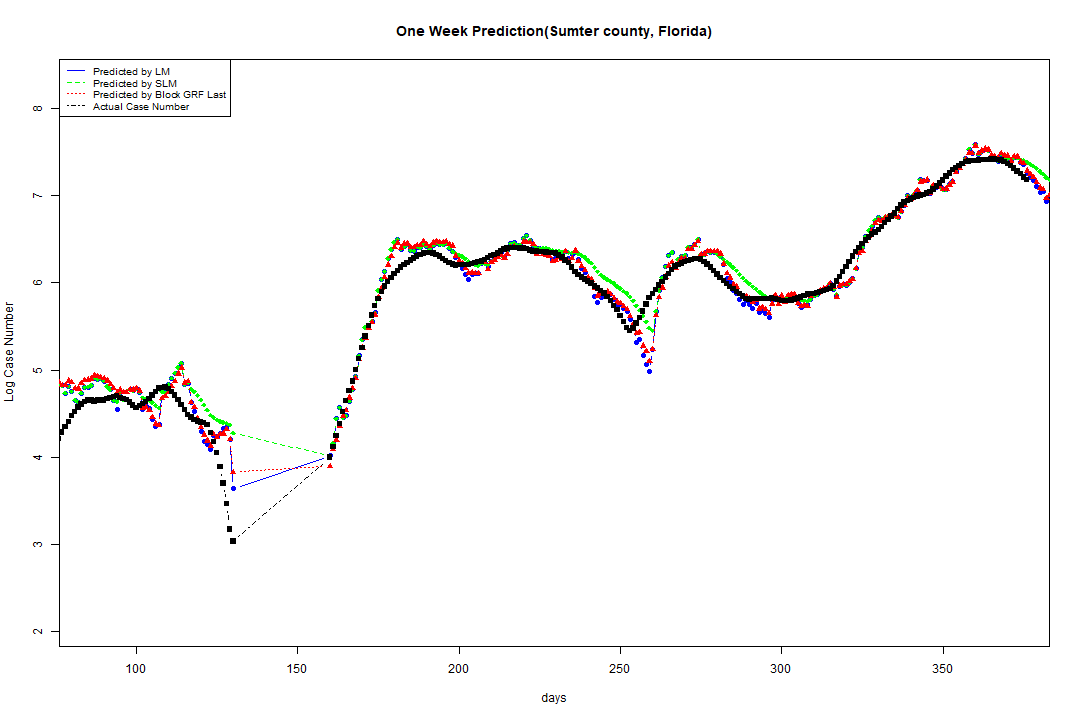 One Week Prediction(Sumter county, Florida)
Predicted by LM
Predicted by SLM
Predicted by Block GRF Last
Actual Case Number
8
7
6
5
4
3
2
Log Case Number
100 150 200 250 300 350
days